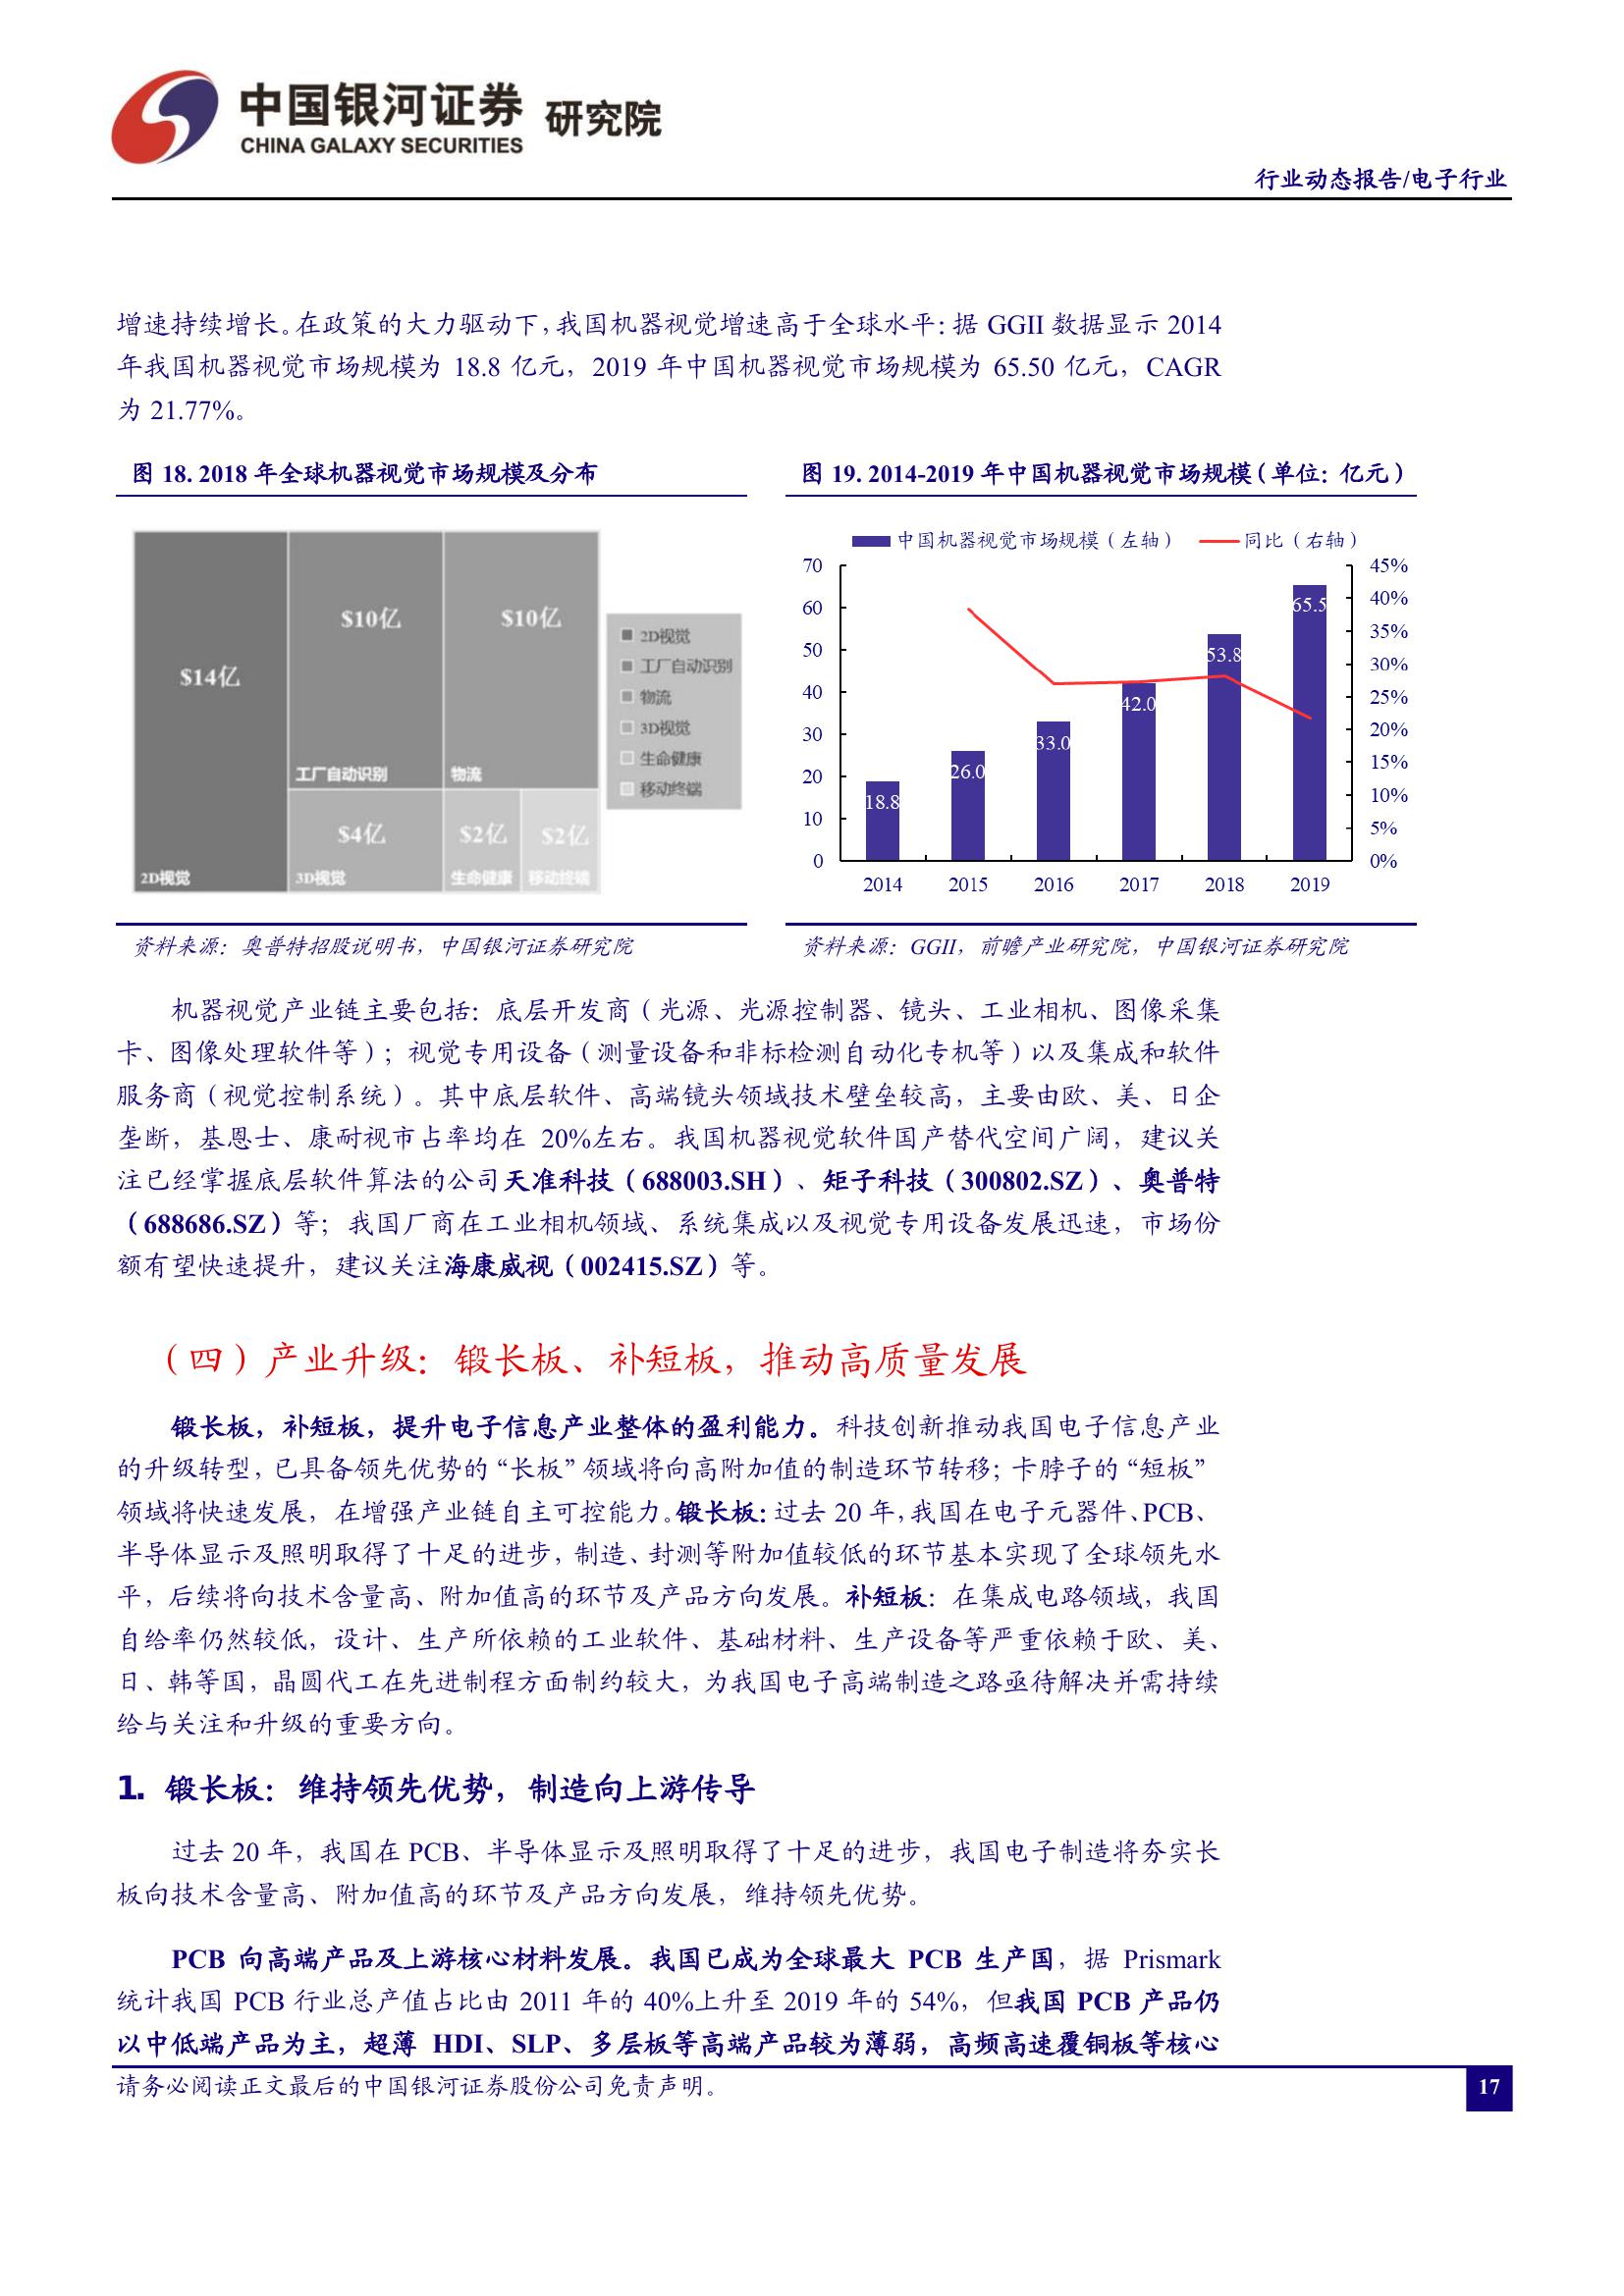 中国银河证券 研究院
CHINA GALAXY SECURITIES
行业动态报告/电子行业
增速持续增长。在政策的大力驱动下，我国机器视觉增速高于全球水平：据 GGII 数据显示 2014
年我国机器视觉市场规模为 18.8 亿元，2019 年中国机器视觉市场规模为 65.50 亿元，CAGR
为 21.77%。
图 18. 2018 年全球机器视觉市场规模及分布
$14亿
2D视觉
$10亿
工厂自动识别
$10亿
物流
$4亿
3D视觉
$2亿
生命健康
$2亿
移动终端
2D视觉
工厂自动识别
物流
3D视觉
生命健康
移动终端
资料来源：奥普特招股说明书，中国银河证券研究院
图 19. 2014-2019 年中国机器视觉市场规模（单位：亿元）
中国机器视觉市场规模（左轴） 同比（右轴）
70
60
50
40
30
20
10
0
18.8
26.0
33.0
42.0
53.8
65.5
45%
40%
35%
30%
25%
20%
15%
10%
5%
0%
2014 2015 2016 2017 2018 2019
资料来源：GGII，前瞻产业研究院，中国银河证券研究院
机器视觉产业链主要包括：底层开发商（光源、光源控制器、镜头、工业相机、图像采集
卡、图像处理软件等）；视觉专用设备（测量设备和非标检测自动化专机等）以及集成和软件
服务商（视觉控制系统）。其中底层软件、高端镜头领域技术壁垒较高，主要由欧、美、日企
垄断，基恩士、康耐视市占率均在 20%左右。我国机器视觉软件国产替代空间广阔，建议关
注已经掌握底层软件算法的公司天准科技（688003.SH）、矩子科技（300802.SZ）、奥普特
（688686.SZ）等；我国厂商在工业相机领域、系统集成以及视觉专用设备发展迅速，市场份
额有望快速提升，建议关注海康威视（002415.SZ）等。
（四）产业升级：锻长板、补短板，推动高质量发展
锻长板，补短板，提升电子信息产业整体的盈利能力。科技创新推动我国电子信息产业
的升级转型，已具备领先优势的“长板”领域将向高附加值的制造环节转移；卡脖子的“短板”
领域将快速发展，在增强产业链自主可控能力。锻长板：过去 20 年，我国在电子元器件、PCB、
半导体显示及照明取得了十足的进步，制造、封测等附加值较低的环节基本实现了全球领先水
平，后续将向技术含量高、附加值高的环节及产品方向发展。补短板：在集成电路领域，我国
自给率仍然较低，设计、生产所依赖的工业软件、基础材料、生产设备等严重依赖于欧、美、
日、韩等国，晶圆代工在先进制程方面制约较大，为我国电子高端制造之路亟待解决并需持续
给与关注和升级的重要方向。
1. 锻长板：维持领先优势，制造向上游传导
过去 20 年，我国在 PCB、半导体显示及照明取得了十足的进步，我国电子制造将夯实长
板向技术含量高、附加值高的环节及产品方向发展，维持领先优势。
PCB 向高端产品及上游核心材料发展。我国已成为全球最大 PCB 生产国，据 Prismark
统计我国 PCB 行业总产值占比由 2011 年的 40%上升至 2019 年的 54%，但我国 PCB 产品仍
以中低端产品为主，超薄 HDI、SLP、多层板等高端产品较为薄弱，高频高速覆铜板等核心
请务必阅读正文最后的中国银河证券股份公司免责声明。
17